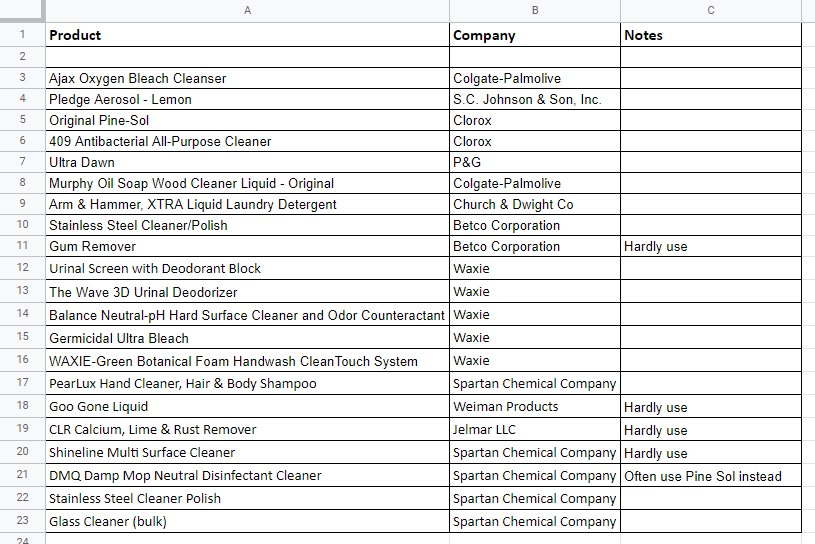 A B C
1 Product Company Notes
2
3 Ajax Oxygen Bleach Cleanser Colgate-Palmolive
4 Pledge Aerosol - Lemon S.C. Johnson & Son, Inc.
5 Original Pine-Sol Clorox
6 409 Antibacterial All-Purpose Cleaner Clorox
7 Ultra Dawn P&G
8 Murphy Oil Soap Wood Cleaner Liquid - Original Colgate-Palmolive
9 Arm & Hammer, XTRA Liquid Laundry Detergent Church & Dwight Co
10 Stainless Steel Cleaner/Polish Betco Corporation
11 Gum Remover Betco Corporation Hardly use
12 Urinal Screen with Deodorant Block Waxie
13 The Wave 3D Urinal Deodorizer Waxie
14 Balance Neutral-pH Hard Surface Cleaner and Odor Counteractant Waxie
15 Germicidal Ultra Bleach Waxie
16 WAXIE-Green Botanical Foam Handwash CleanTouch System Waxie
17 PearLux Hand Cleaner, Hair & Body Shampoo Spartan Chemical Company
18 Goo Gone Liquid Weiman Products Hardly use
19 CLR Calcium, Lime & Rust Remover Jelmar LLC Hardly use
20 Shineline Multi Surface Cleaner Spartan Chemical Company Hardly use
21 DMQ Damp Mop Neutral Disinfectant Cleaner Spartan Chemical Company Often use Pine Sol instead
22 Stainless Steel Cleaner Polish Spartan Chemical Company
23 Glass Cleaner (bulk) Spartan Chemical Company
24